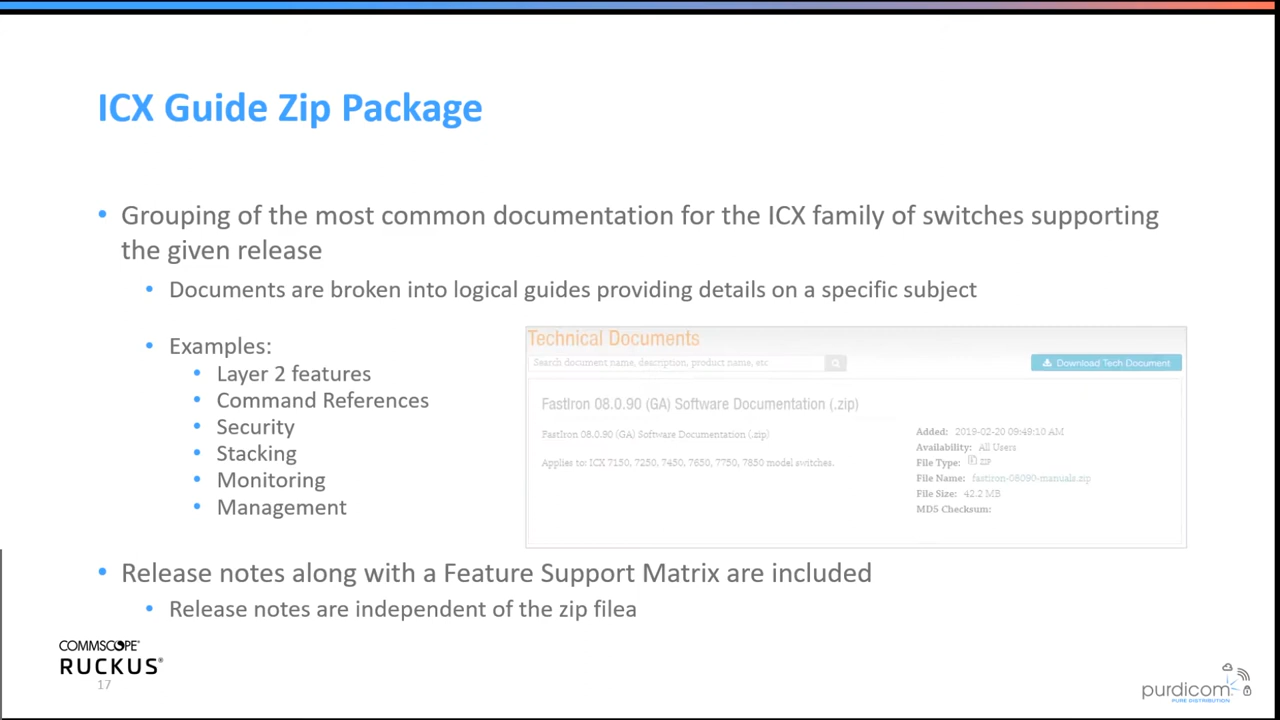 ICX Guide Zip Package
• Grouping of the most common documentation for the ICX family of switches supporting
the given release
• Documents are broken into logical guides providing details on a specific subject
• Examples:
• Layer 2 features
• Command References
• Security
• Stacking
• Monitoring
• Management
Technical Documents
Search document name, description, product name, etc
Download Tech Document
FastIron 08.0.90 (GA) Software Documentation (.zip)
FastIron 08.0.90 (GA) Software Documentation (.zip)
Applies to: ICX 7150, 7250, 7450, 7650, 7750, 7850 model switches.
Added: 2019-02-20 09:49:10 AM
Availability: All Users
File Type: ZIP
File Name: fastiron-08090-manuals.zip
File Size: 42.2 MB
MD5 Checksum:
• Release notes along with a Feature Support Matrix are included
• Release notes are independent of the zip filea
COMMSCOPE®
RUCKUS®
17
purdicom
PURE DISTRIBUTION